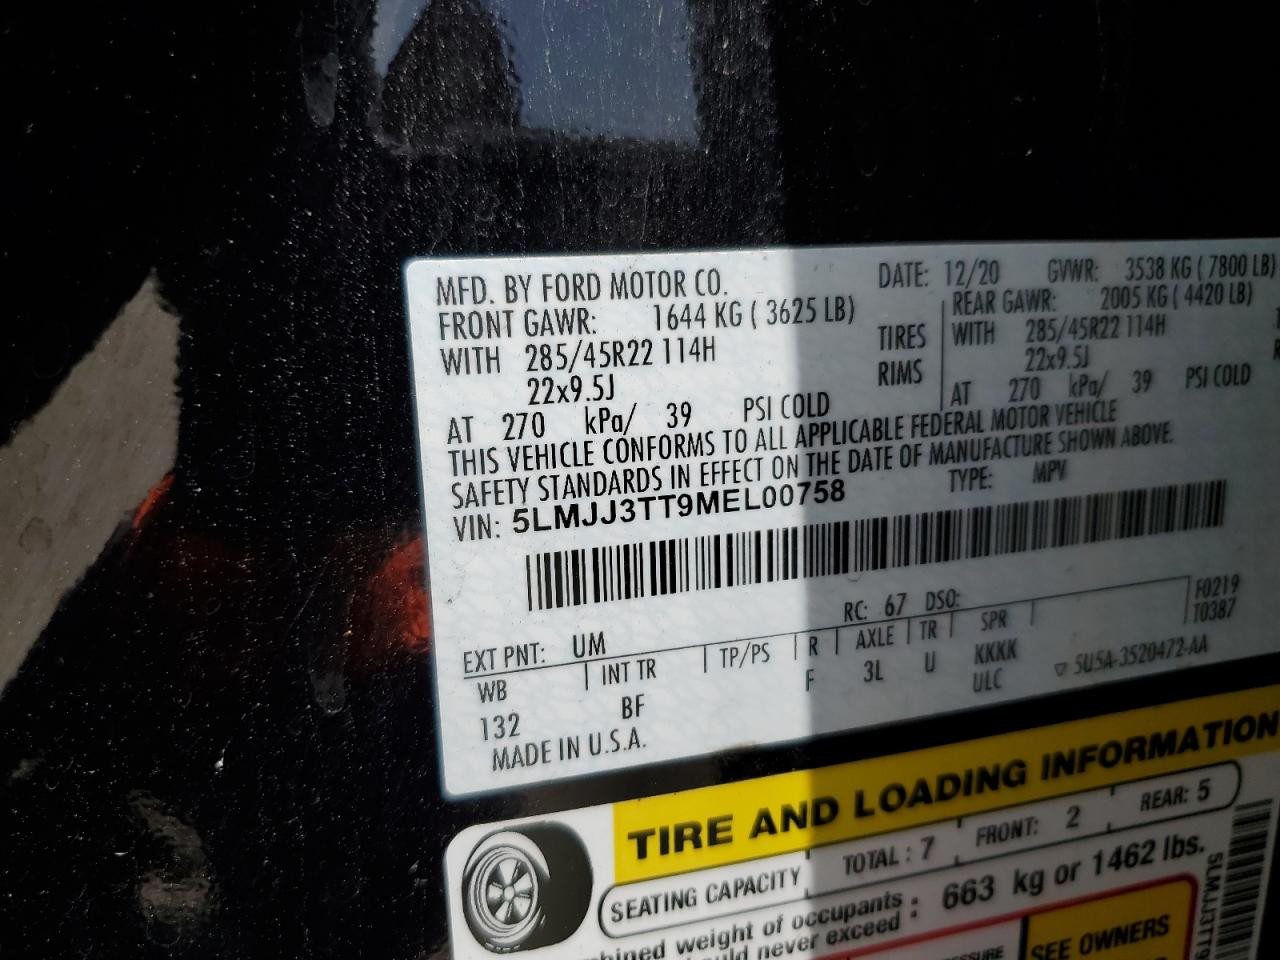 MFD. BY FORD MOTOR CO. DATE: 12/20 GVWR: 3538 KG ( 7800 LB)
FRONT GAWR: 1644 KG ( 3625 LB) REAR GAWR: 2005 KG ( 4420 LB)
WITH 285/45R22 114H TIRES WITH 285/45R22 114H
22x9.5J RIMS 22x9.5J
AT 270 kPa/ 39 PSI COLD AT 270 kPa/ 39 PSI COLD
THIS VEHICLE CONFORMS TO ALL APPLICABLE FEDERAL MOTOR VEHICLE
SAFETY STANDARDS IN EFFECT ON THE DATE OF MANUFACTURE SHOWN ABOVE.
VIN: 5LMJJ3TT9MEL00758 TYPE: MPV
EXT PNT: UM RC: 67 DSO: F0219
WB INT TR TP/PS R AXLE TR SPR T0387
132 BF F 3L U KKKK
ULC 5U5A-3520472-AA
MADE IN U.S.A.
TIRE AND LOADING INFORMATION
SEATING CAPACITY TOTAL : 7 FRONT: 2 REAR: 5
weight of occupants : 663 kg or 1462 lbs.
never exceed :
SEE OWNERS
5LMJJ3TT9